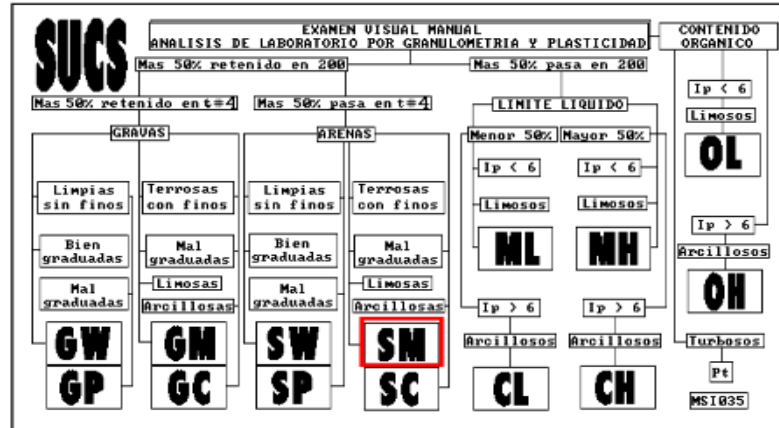 SUCS
EXAMEN VISUAL MANUAL
ANALISIS DE LABORATORIO POR GRANULOMETRIA Y PLASTICIDAD
CONTENIDO
ORGANICO
Mas 50% retenido en 200
Mas 50% pasa en 200
Mas 50% retenido en t=#4
Mas 50% pasa en t=#4
LIMITE LIQUIDO
Ip < 6
Limosos
OL
GRAVAS
ARENAS
Menor 50%
Mayor 50%
Ip < 6
Ip < 6
Limpias
sin finos
Terrosas
con finos
Limpias
sin finos
Terrosas
con finos
Limosos
Limosos
ML
MH
Ip > 6
Arcillosos
OH
Bien
graduadas
Mal
graduadas
Bien
graduadas
Mal
graduadas
Mal
graduadas
Limosas
Arcillosas
Mal
graduadas
Limosas
Arcillosas
Ip > 6
Ip > 6
GW
GM
SW
SM
Arcillosos
Arcillosos
Turbosos
GP
GC
SP
SC
CL
CH
Pt
MSI035